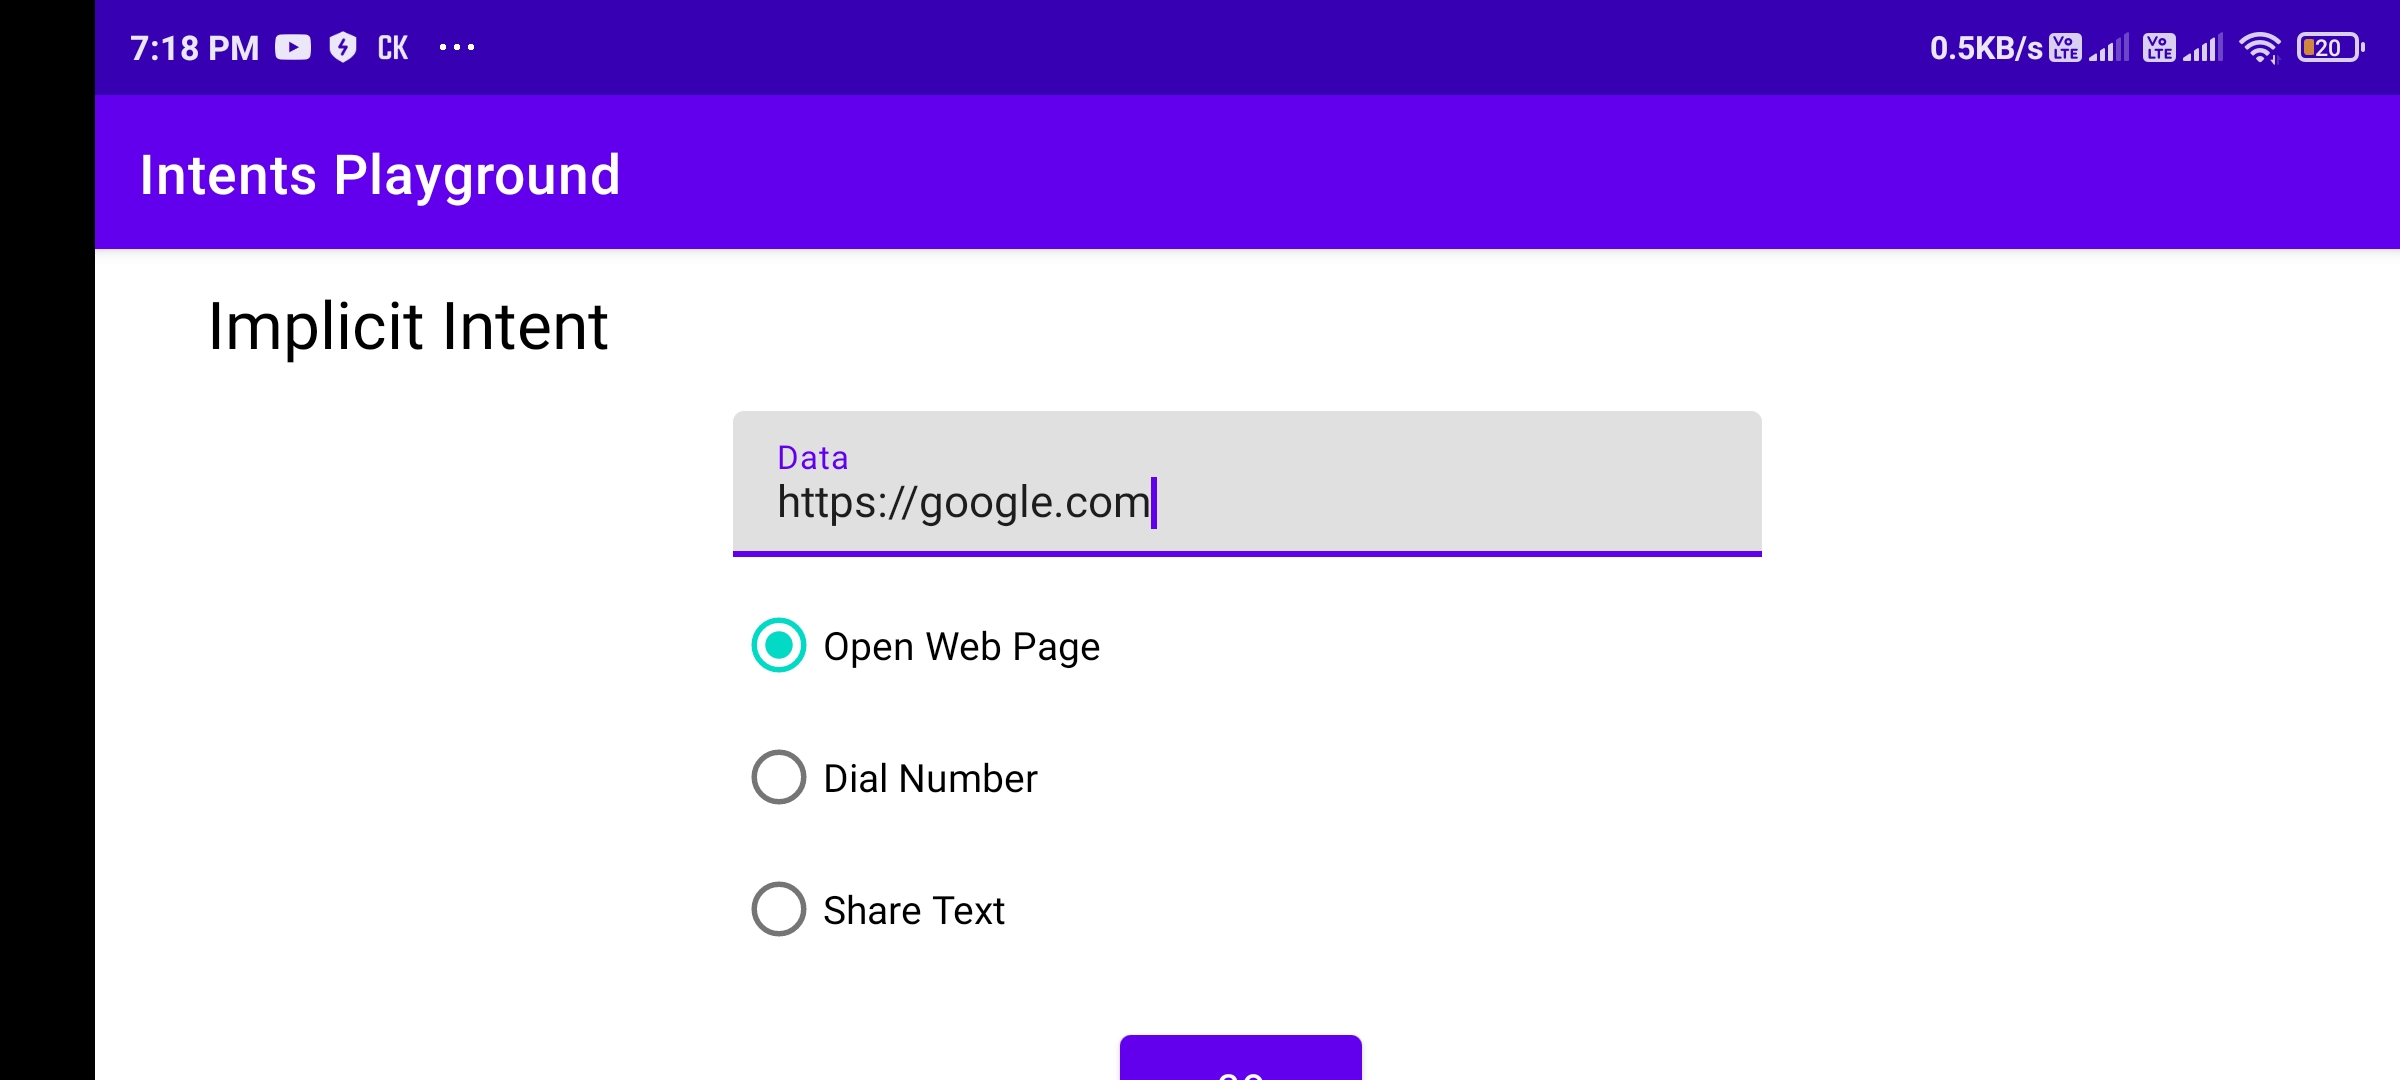 7:18 PM CK ... 0.5KB/s Vo LTE Vo LTE 20
Intents Playground
Implicit Intent
Data
https://google.com
Open Web Page
Dial Number
Share Text